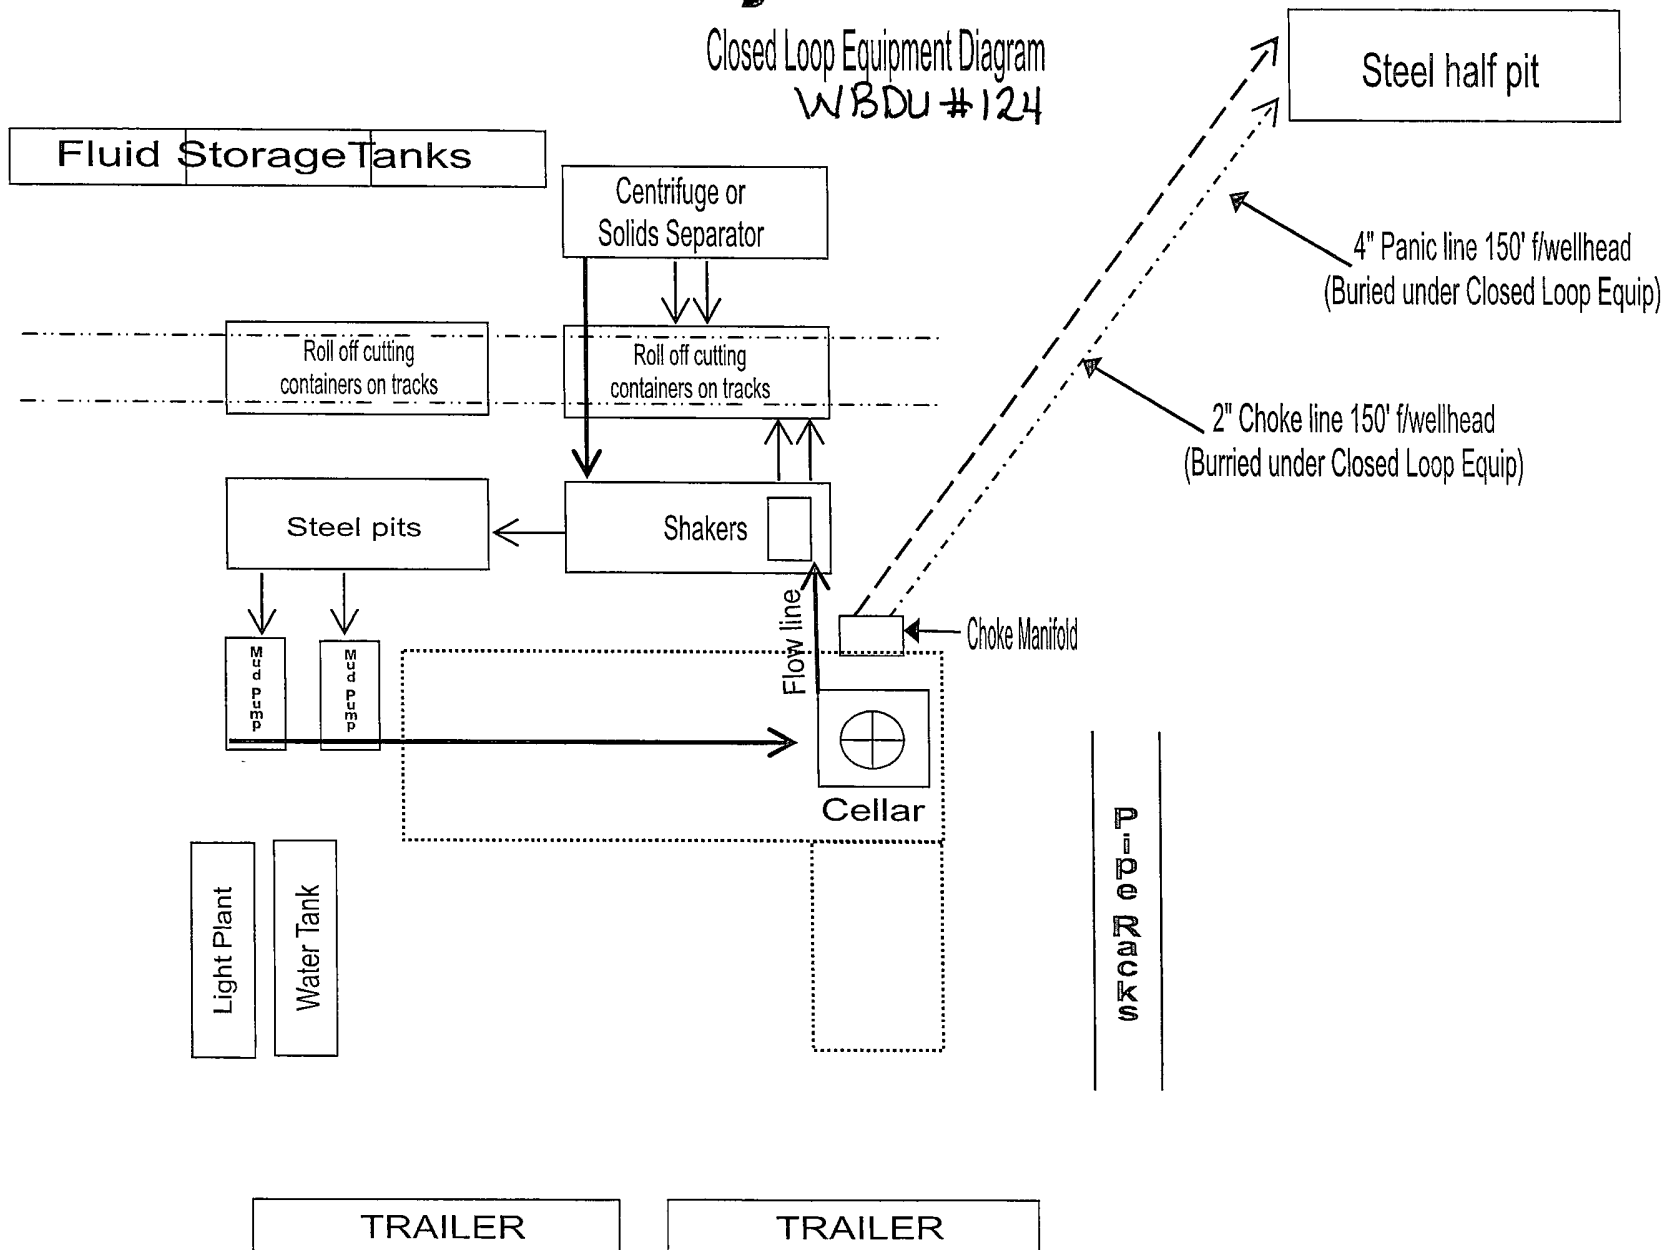 Closed Loop Equipment Diagram
WBDU #124
Steel half pit
Fluid StorageTanks
Centrifuge or
Solids Separator
4" Panic line 150' f/wellhead
(Buried under Closed Loop Equip)
Roll off cutting
containers on tracks
Roll off cutting
containers on tracks
2" Choke line 150' f/wellhead
(Burried under Closed Loop Equip)
Steel pits
Shakers
Flow line
Choke Manifold
Mud Pump
Mud Pump
Cellar
Pipe Racks
Light Plant
Water Tank
TRAILER
TRAILER